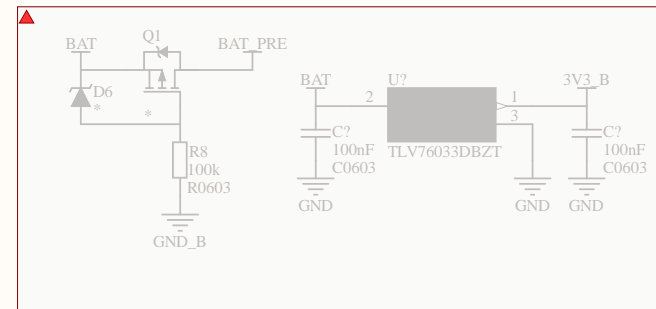 BAT
Q1
BAT_PRE
D6
*
*
R8
100k
R0603
GND_B
BAT
U?
3V3_B
2
1
3
TLV76033DBZT
C?
100nF
C0603
C?
100nF
C0603
GND
GND
GND